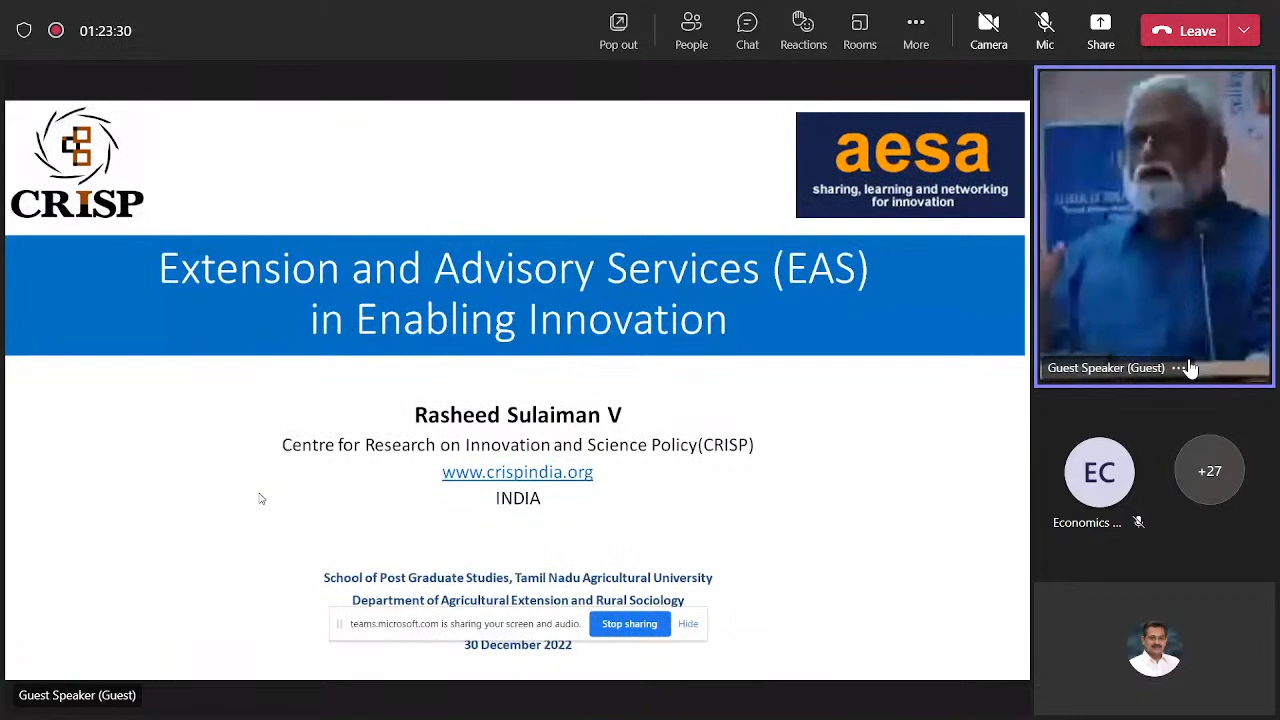 01:23:30
Pop out
People
Chat
Reactions
Rooms
More
Camera
Mic
Share
Leave
CRISP
aesa
sharing, learning and networking
for innovation
Extension and Advisory Services (EAS)
in Enabling Innovation
Rasheed Sulaiman V
Centre for Research on Innovation and Science Policy(CRISP)
www.crispindia.org
INDIA
School of Post Graduate Studies, Tamil Nadu Agricultural University
Department of Agricultural Extension and Rural Sociology
teams.microsoft.com is sharing your screen and audio.
Stop sharing
Hide
30 December 2022
Guest Speaker (Guest)
Guest Speaker (Guest)
EC
+27
Economics ...